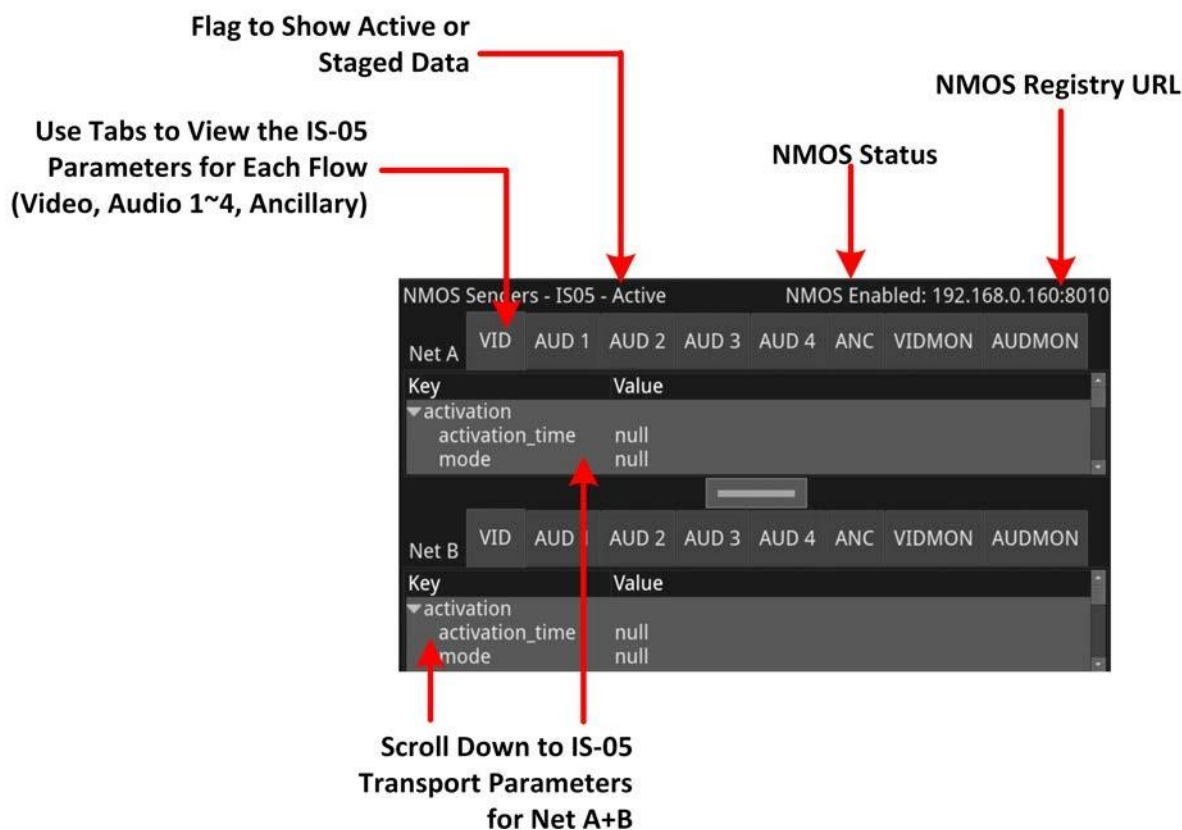 Flag to Show Active or
Staged Data
NMOS Registry URL
Use Tabs to View the IS-05
Parameters for Each Flow
(Video, Audio 1~4, Ancillary)
NMOS Status
NMOS Senders - IS05 - Active NMOS Enabled: 192.168.0.160:8010
Net A VID AUD 1 AUD 2 AUD 3 AUD 4 ANC VIDMON AUDMON
Key Value
activation
activation_time null
mode null
Net B VID AUD 1 AUD 2 AUD 3 AUD 4 ANC VIDMON AUDMON
Key Value
activation
activation_time null
mode null
Scroll Down to IS-05
Transport Parameters
for Net A+B